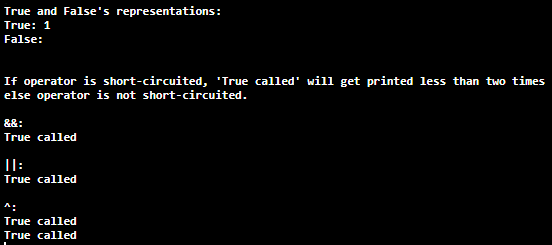 True and False's representations:
True: 1
False:
If operator is short-circuited, 'True called' will get printed less than two times
else operator is not short-circuited.
&&:
True called
||:
True called
^:
True called
True called